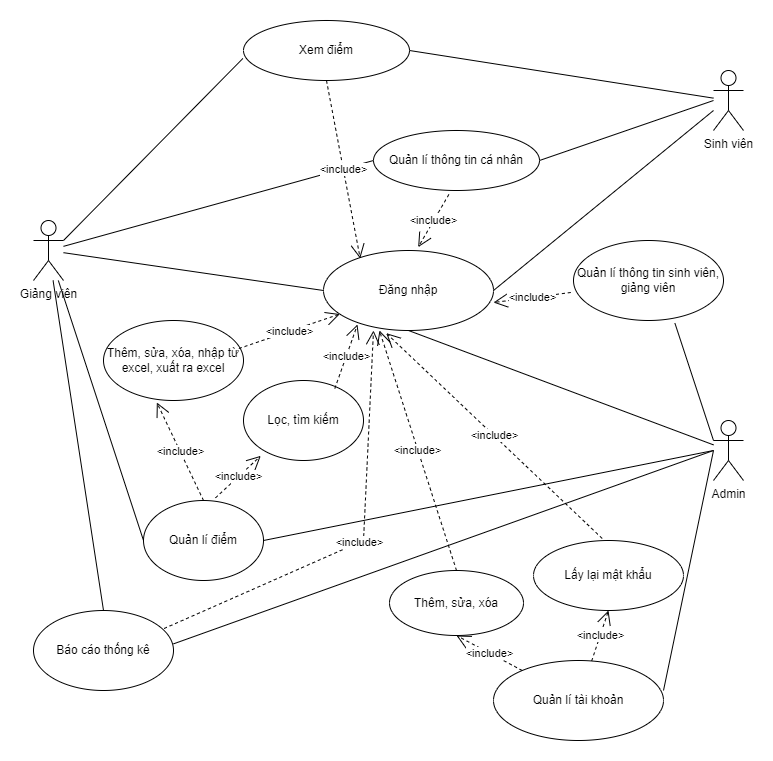 Xem điểm
Sinh viên
Quản lí thông tin cá nhân
<include>
<include>
Giảng viên
Đăng nhập
Quản lí thông tin sinh viên,
giảng viên
<include>
<include>
Thêm, sửa, xóa, nhập từ
excel, xuất ra excel
<include>
Lọc, tìm kiếm
<include>
<include>
<include>
<include>
Admin
Quản lí điểm
<include>
Lấy lại mật khẩu
Thêm, sửa, xóa
<include>
Báo cáo thống kê
<include>
Quản lí tài khoản